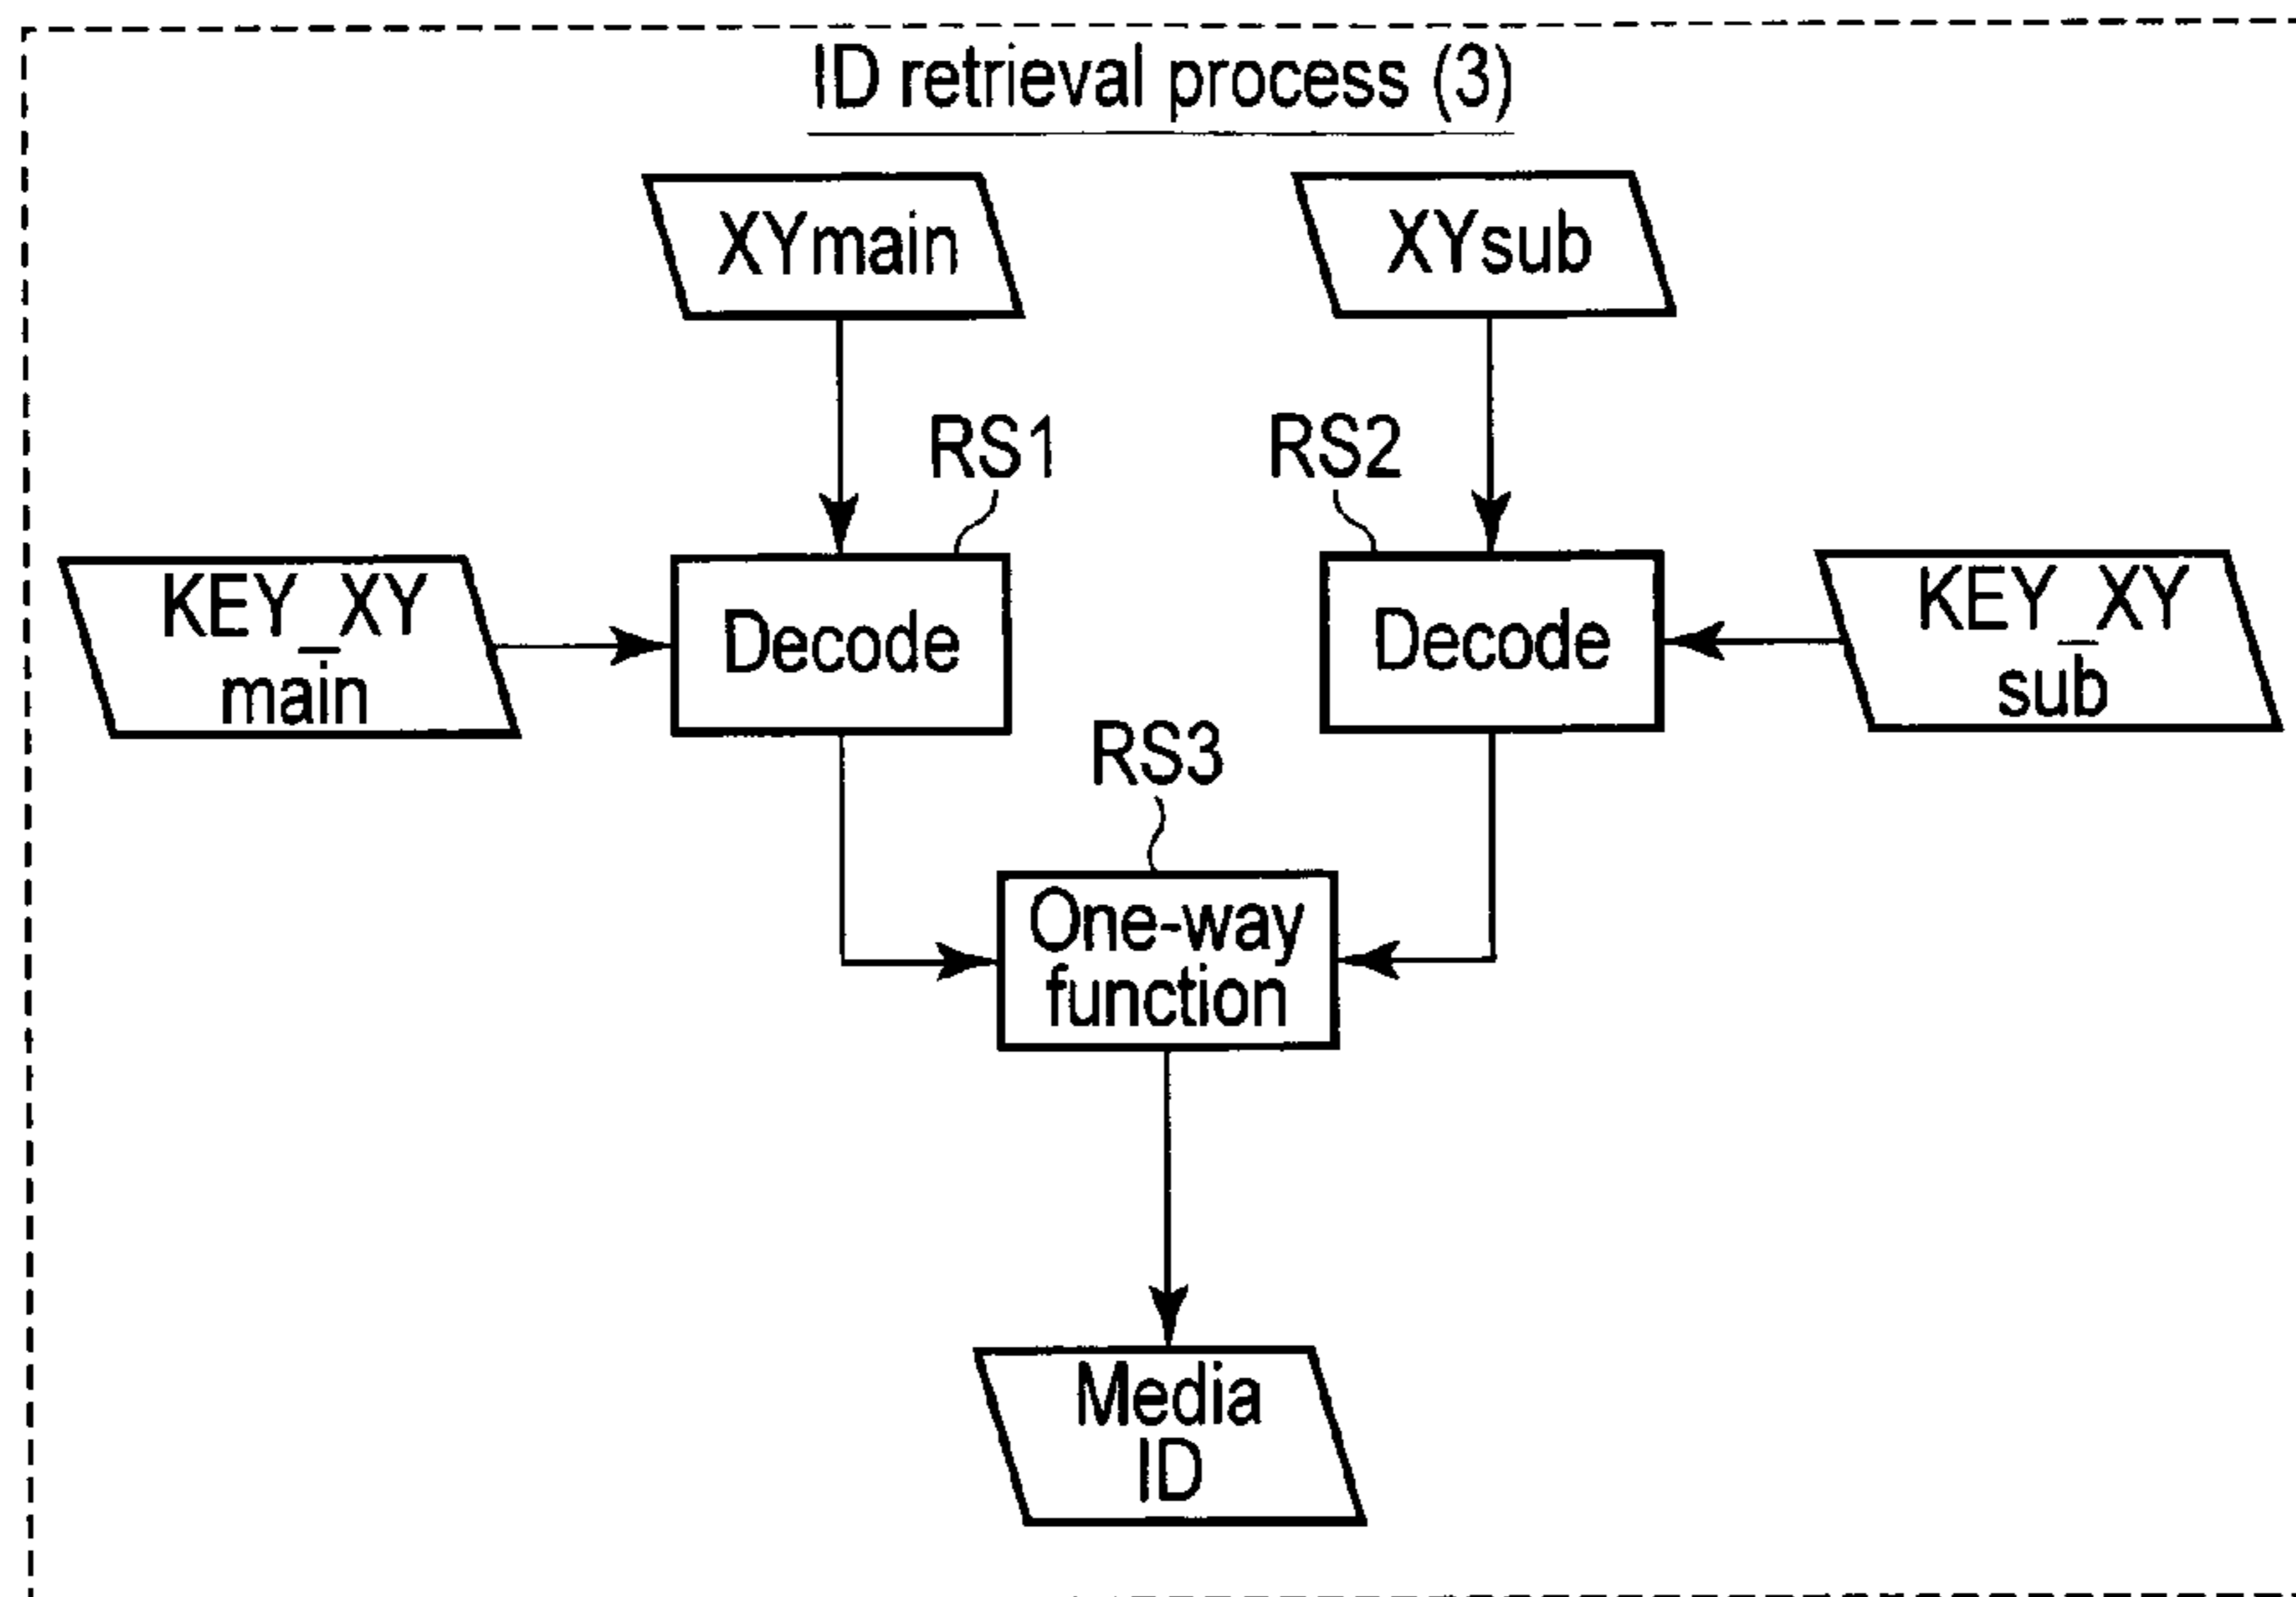 ID retrieval process (3)
XYmain
XYsub
RS1
RS2
KEY_XY
main
Decode
Decode
KEY_XY
sub
RS3
One-way
function
Media
ID